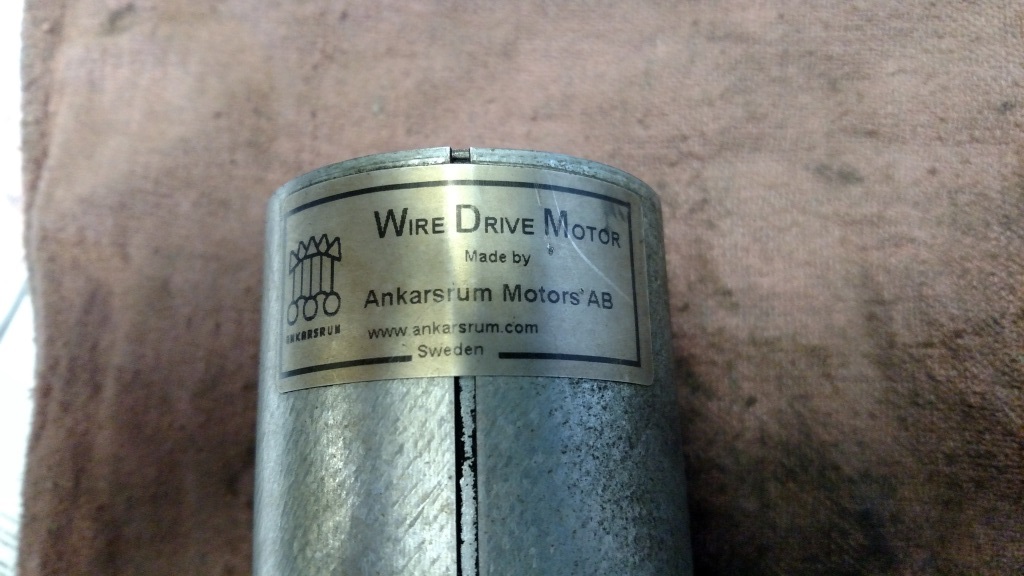 WIRE DRIVE MOTOR
Made by
Ankarsrum Motors AB
www.ankarsrum.com
Sweden
ANKARSRUM